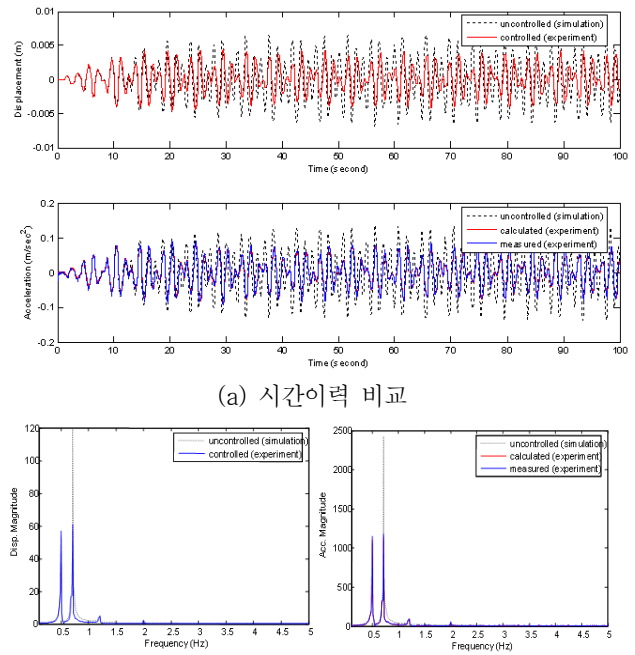 0.01
0.005
0
-0.005
-0.01
Displacement (m)
uncontrolled (simulation)
controlled (experiment)
0 10 20 30 40 50 60 70 80 90 100
Time (second)
0.2
0.1
0
-0.1
-0.2
Acceleration (m/sec²)
uncontrolled (simulation)
calculated (experiment)
measured (experiment)
0 10 20 30 40 50 60 70 80 90 100
Time (second)
(a) 시간이력 비교
120
100
80
60
40
20
0
Disp. Magnitude
uncontrolled (simulation)
controlled (experiment)
0.5 1 1.5 2 2.5 3 3.5 4 4.5 5
Frequency (Hz)
2500
2000
1500
1000
500
0
Acc. Magnitude
uncontrolled (simulation)
calculated (experiment)
measured (experiment)
0.5 1 1.5 2 2.5 3 3.5 4 4.5 5
Frequency (Hz)